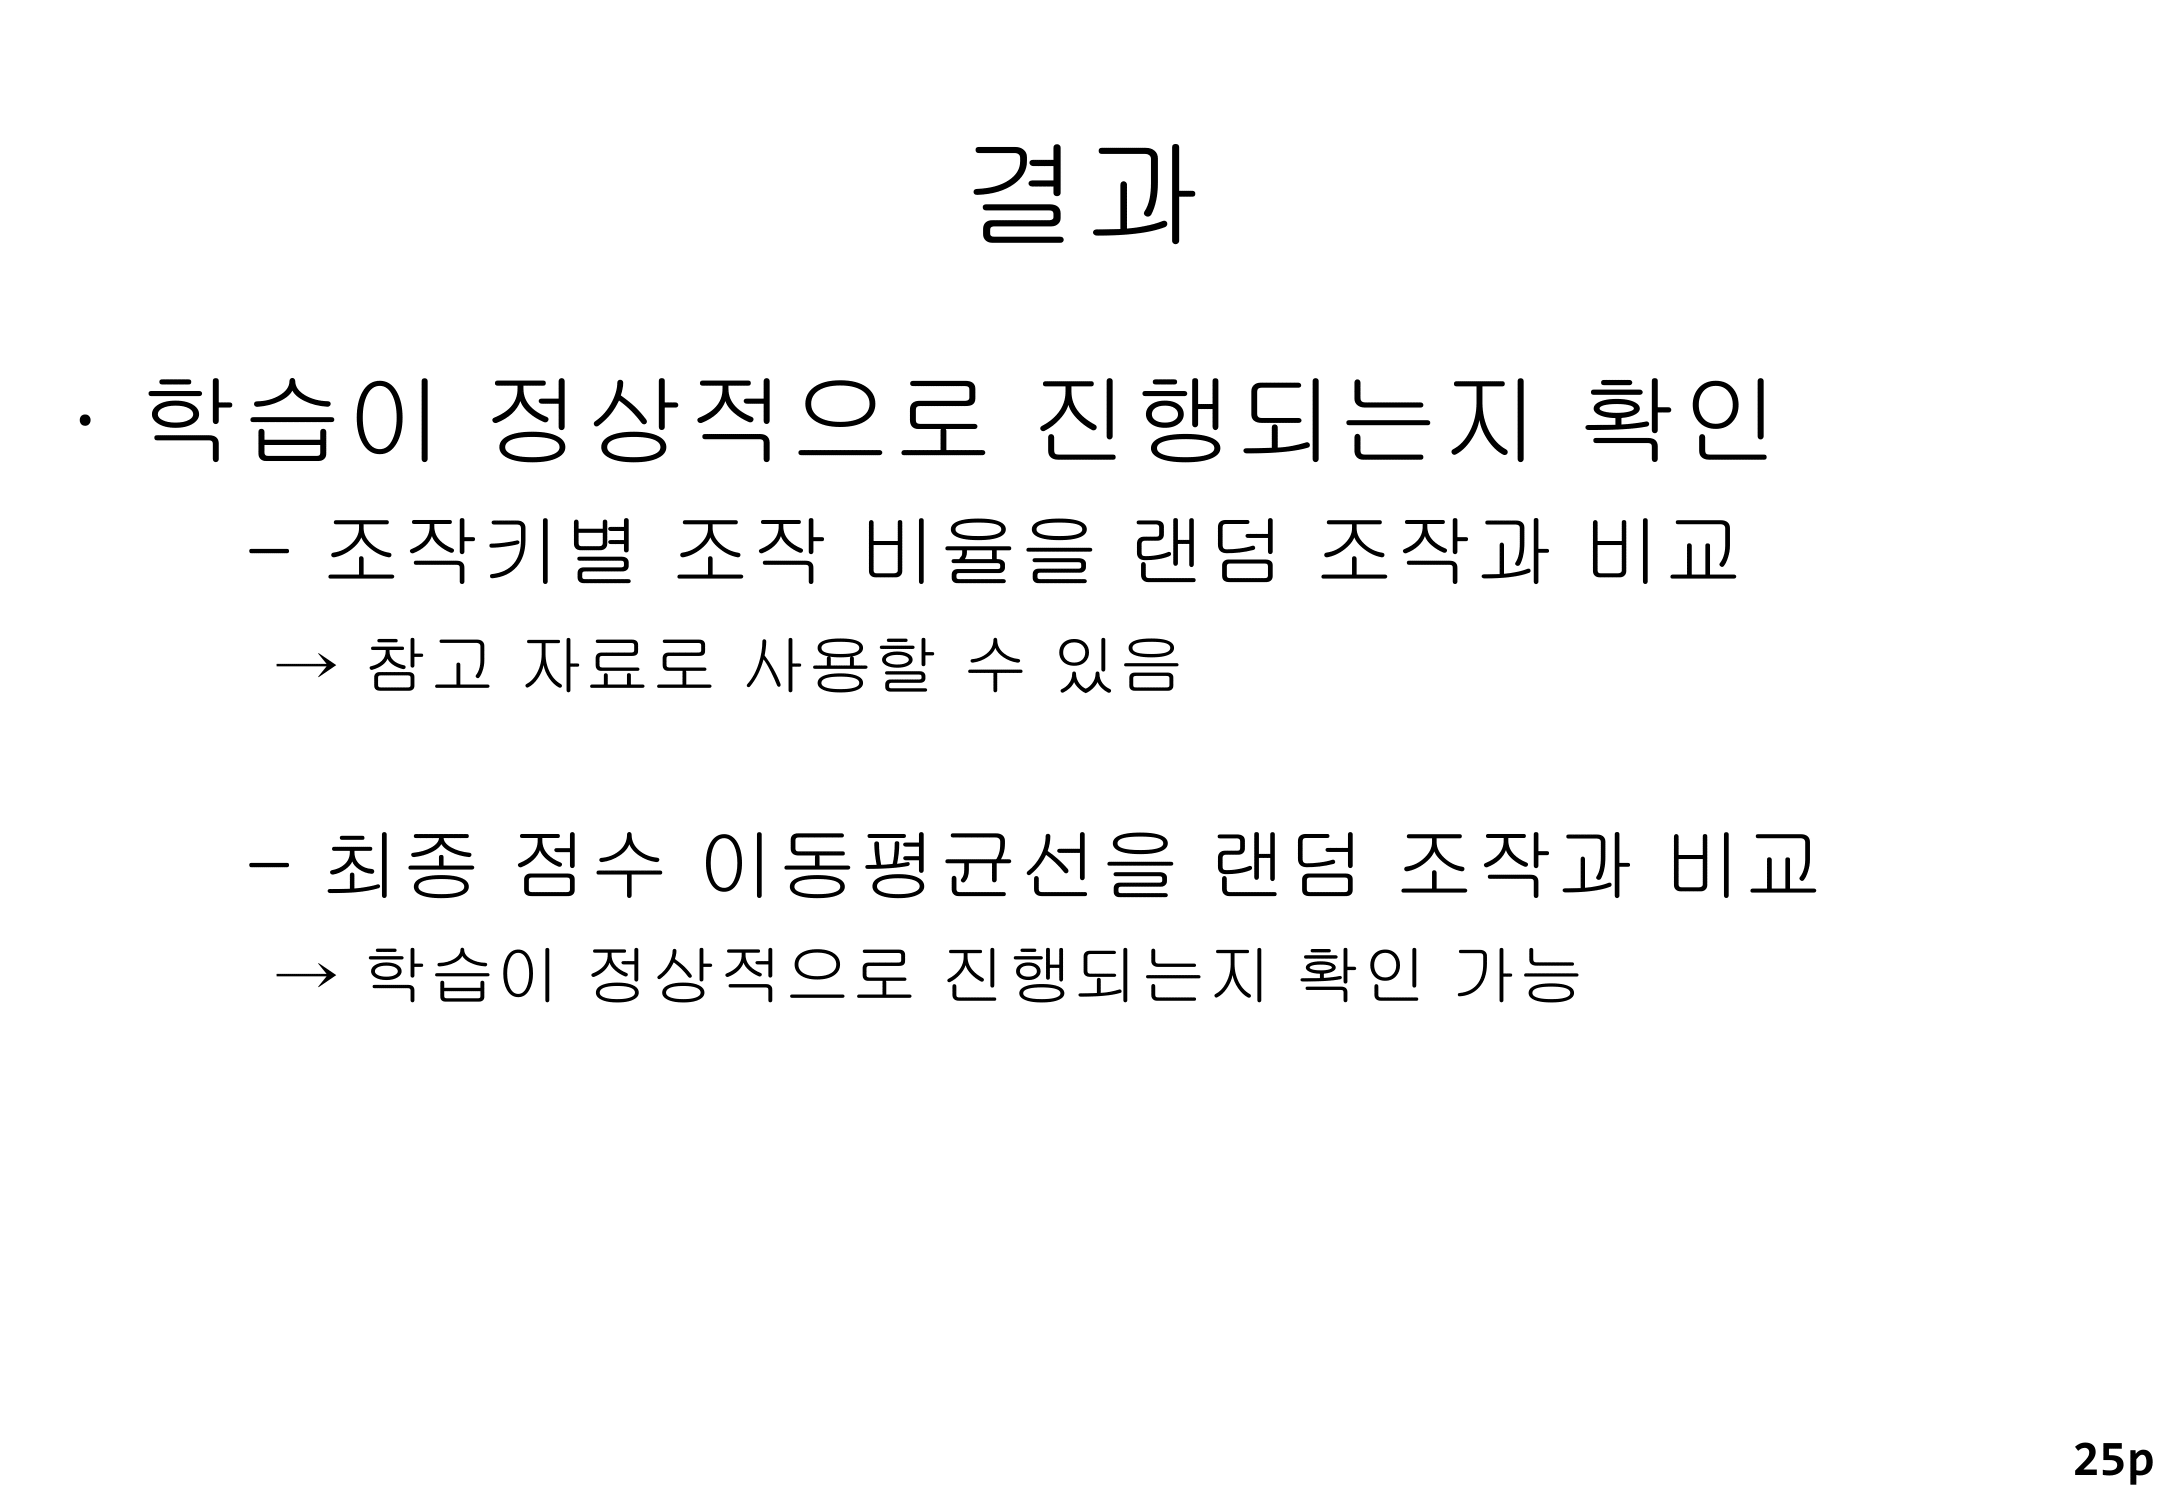 결과
· 학습이 정상적으로 진행되는지 확인
– 조작키별 조작 비율을 랜덤 조작과 비교
→ 참고 자료로 사용할 수 있음
– 최종 점수 이동평균선을 랜덤 조작과 비교
→ 학습이 정상적으로 진행되는지 확인 가능
25p